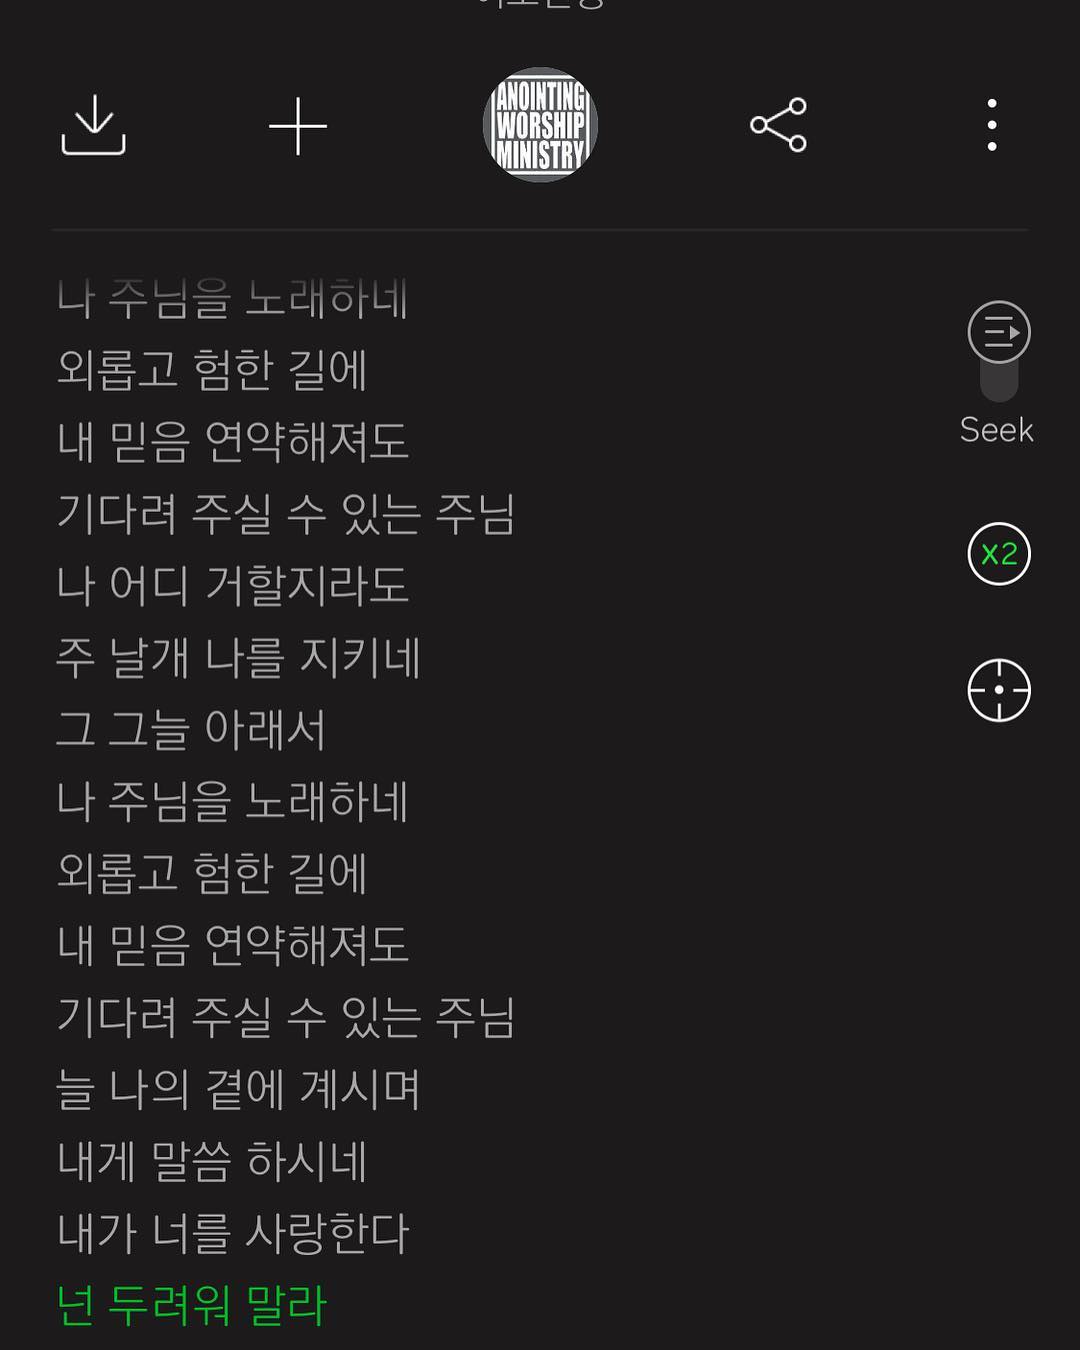 ANOINTING
WORSHIP
MINISTRY
나 주님을 노래하네
외롭고 험한 길에
내 믿음 연약해져도
기다려 주실 수 있는 주님
나 어디 거할지라도
주 날개 나를 지키네
그 그늘 아래서
나 주님을 노래하네
외롭고 험한 길에
내 믿음 연약해져도
기다려 주실 수 있는 주님
늘 나의 곁에 계시며
내게 말씀 하시네
내가 너를 사랑한다
넌 두려워 말라
Seek
X2